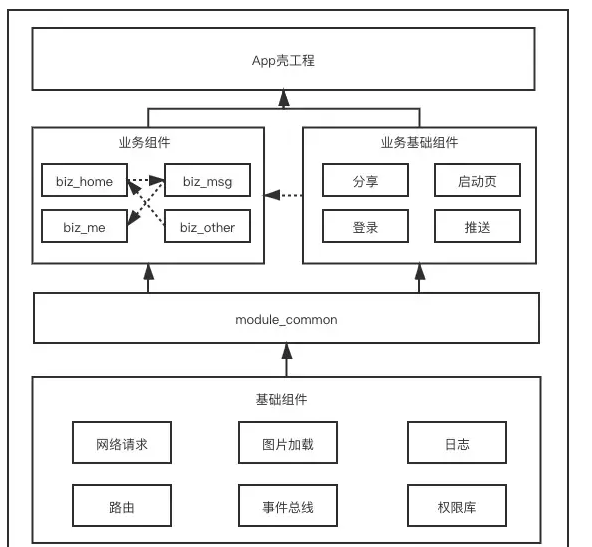 App壳工程
业务组件
biz_home
biz_msg
biz_me
biz_other
业务基础组件
分享
启动页
登录
推送
module_common
基础组件
网络请求
图片加载
日志
路由
事件总线
权限库